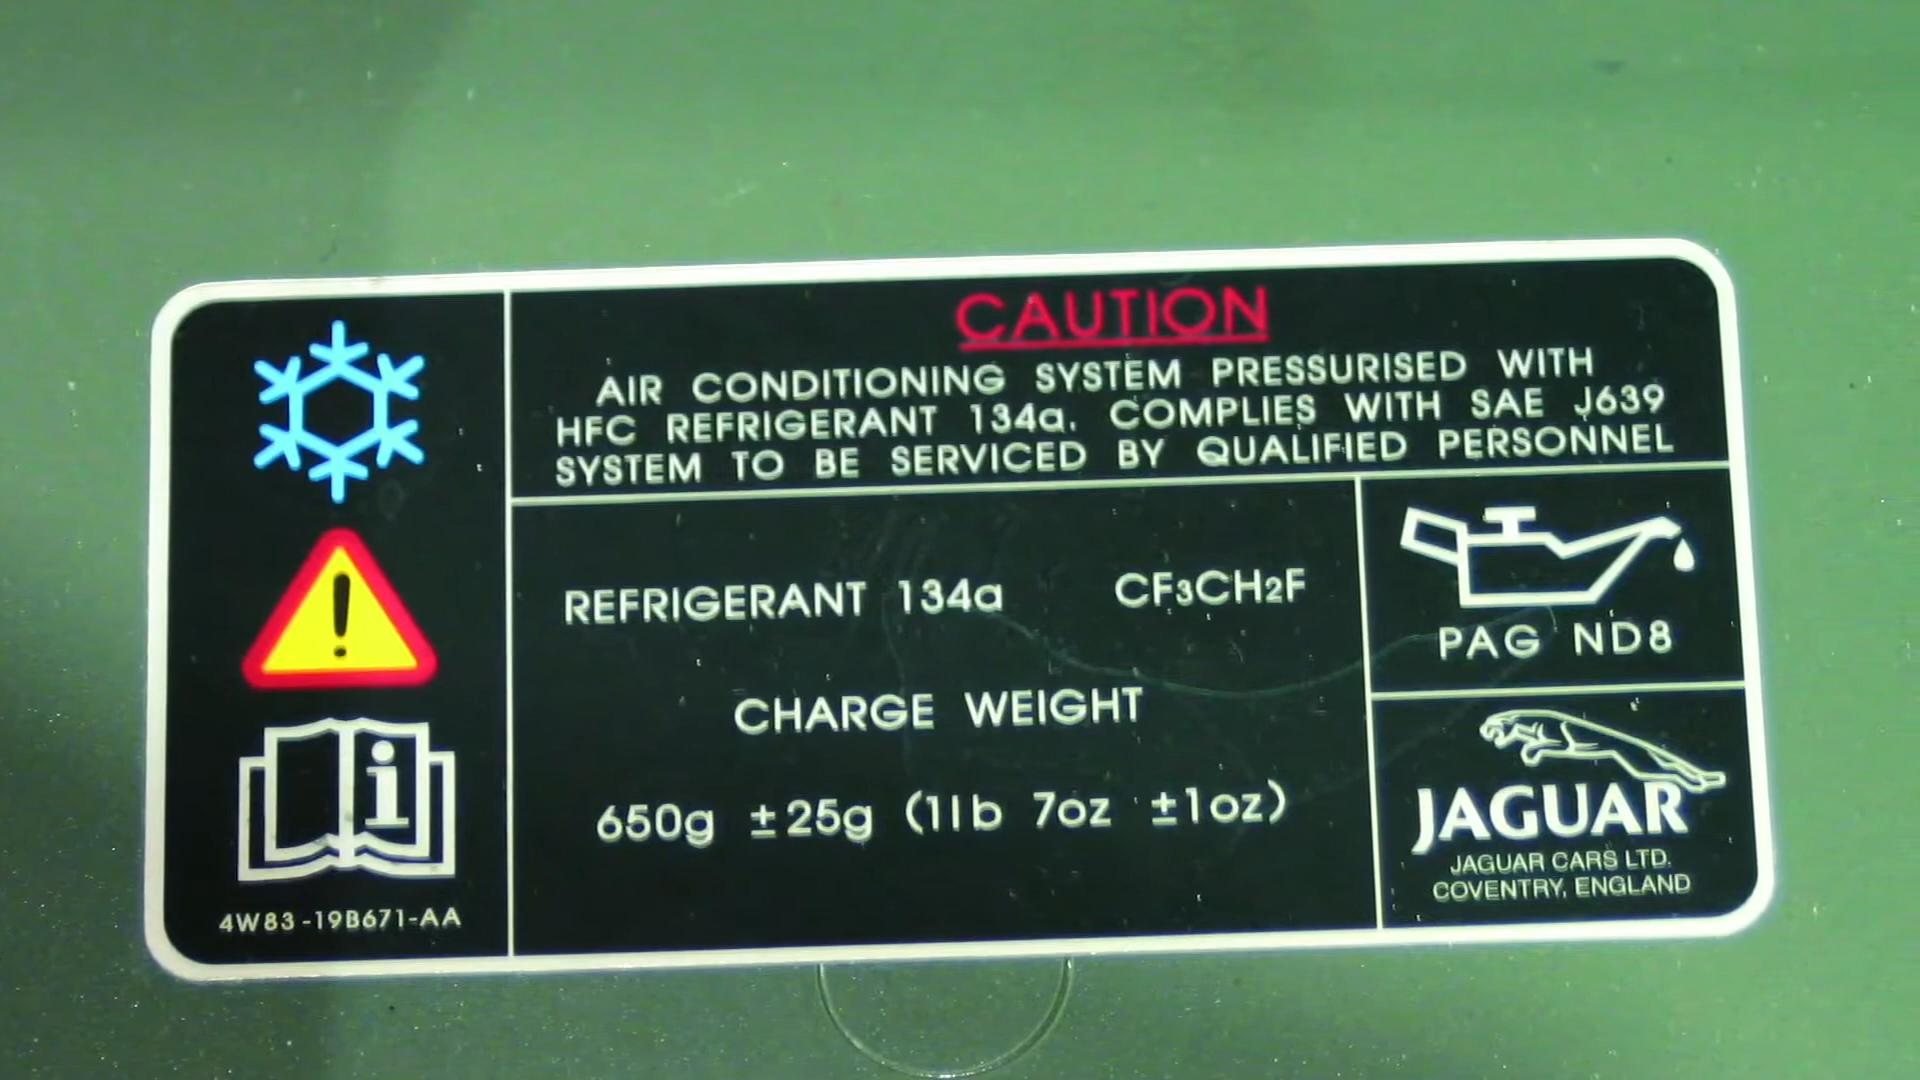 CAUTION
AIR CONDITIONING SYSTEM PRESSURISED WITH
HFC REFRIGERANT 134a. COMPLIES WITH SAE J639
SYSTEM TO BE SERVICED BY QUALIFIED PERSONNEL
REFRIGERANT 134a CF3CH2F
CHARGE WEIGHT
650g ±25g (1lb 7oz ±1oz)
PAG ND8
JAGUAR
JAGUAR CARS LTD.
COVENTRY, ENGLAND
4W83-19B671-AA